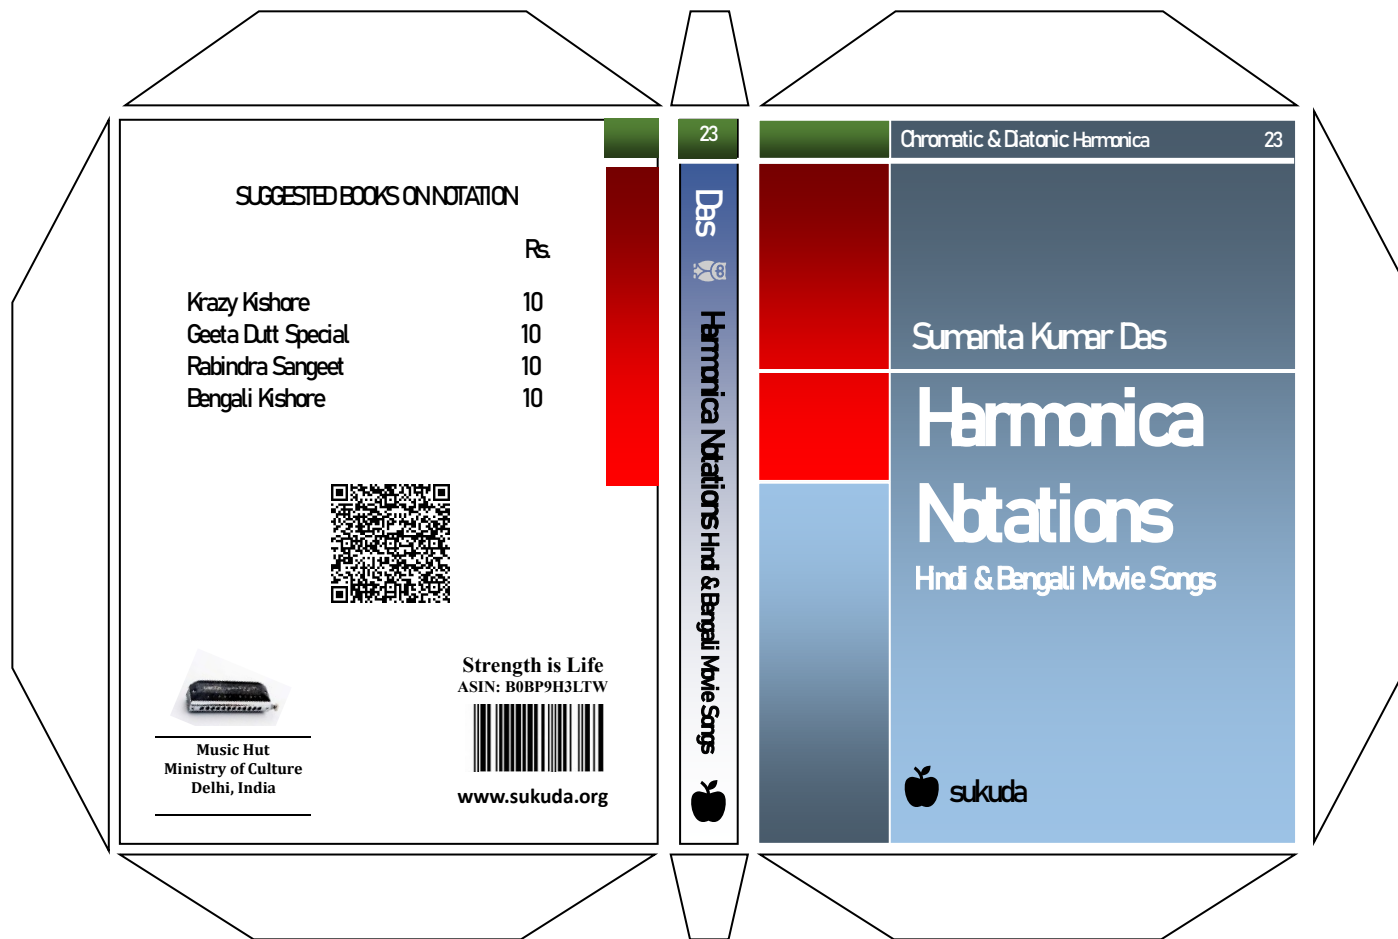 SUGGESTED BOOKS ON NOTATION
Rs.
Krazy Kishore 10
Geeta Dutt Special 10
Rabindra Sangeet 10
Bengali Kishore 10
Strength is Life
ASIN: B0BP9H3LTW
www.sukuda.org
Music Hut
Ministry of Culture
Delhi, India
23
Das
Harmonica Notations Hindi & Bengali Movie Songs
Chromatic & Diatonic Harmonica 23
Sumanta Kumar Das
Harmonica
Notations
Hindi & Bengali Movie Songs
sukuda